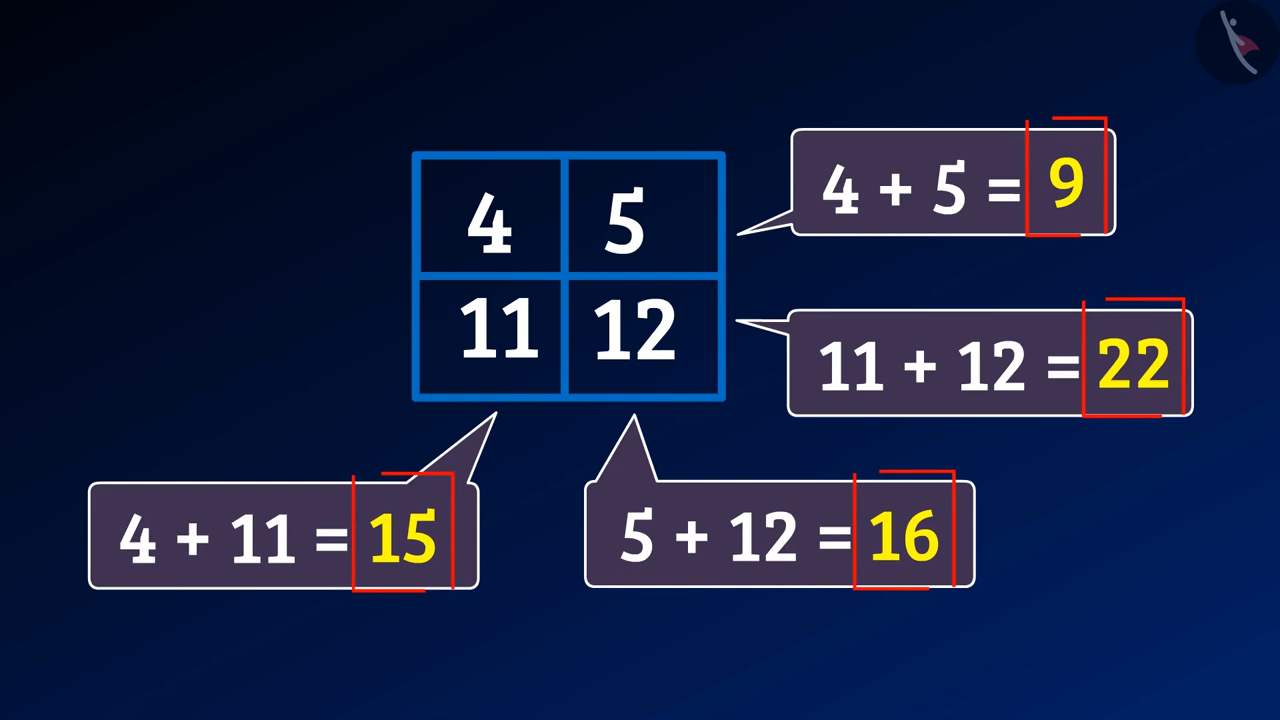 4 5
4 + 5 = 9
11 12
11 + 12 = 22
4 + 11 = 15
5 + 12 = 16